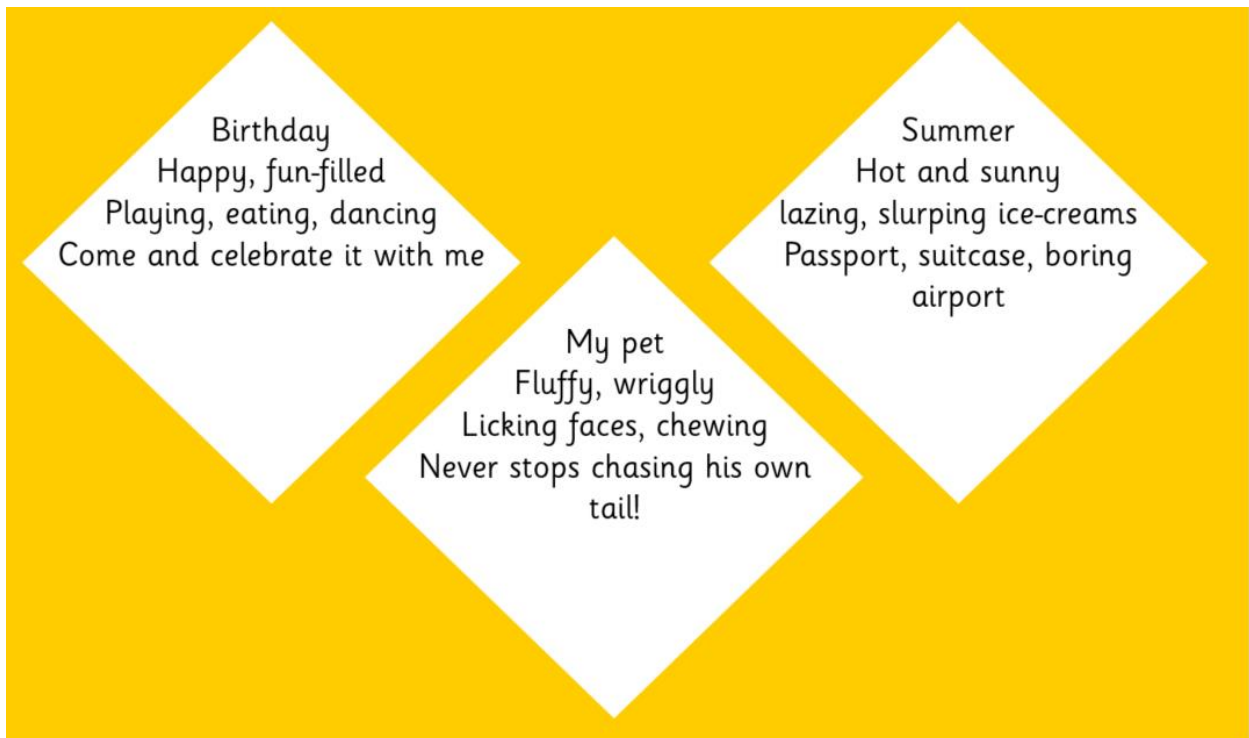 Birthday
Happy, fun-filled
Playing, eating, dancing
Come and celebrate it with me
Summer
Hot and sunny
lazing, slurping ice-creams
Passport, suitcase, boring
airport
My pet
Fluffy, wriggly
Licking faces, chewing
Never stops chasing his own
tail!